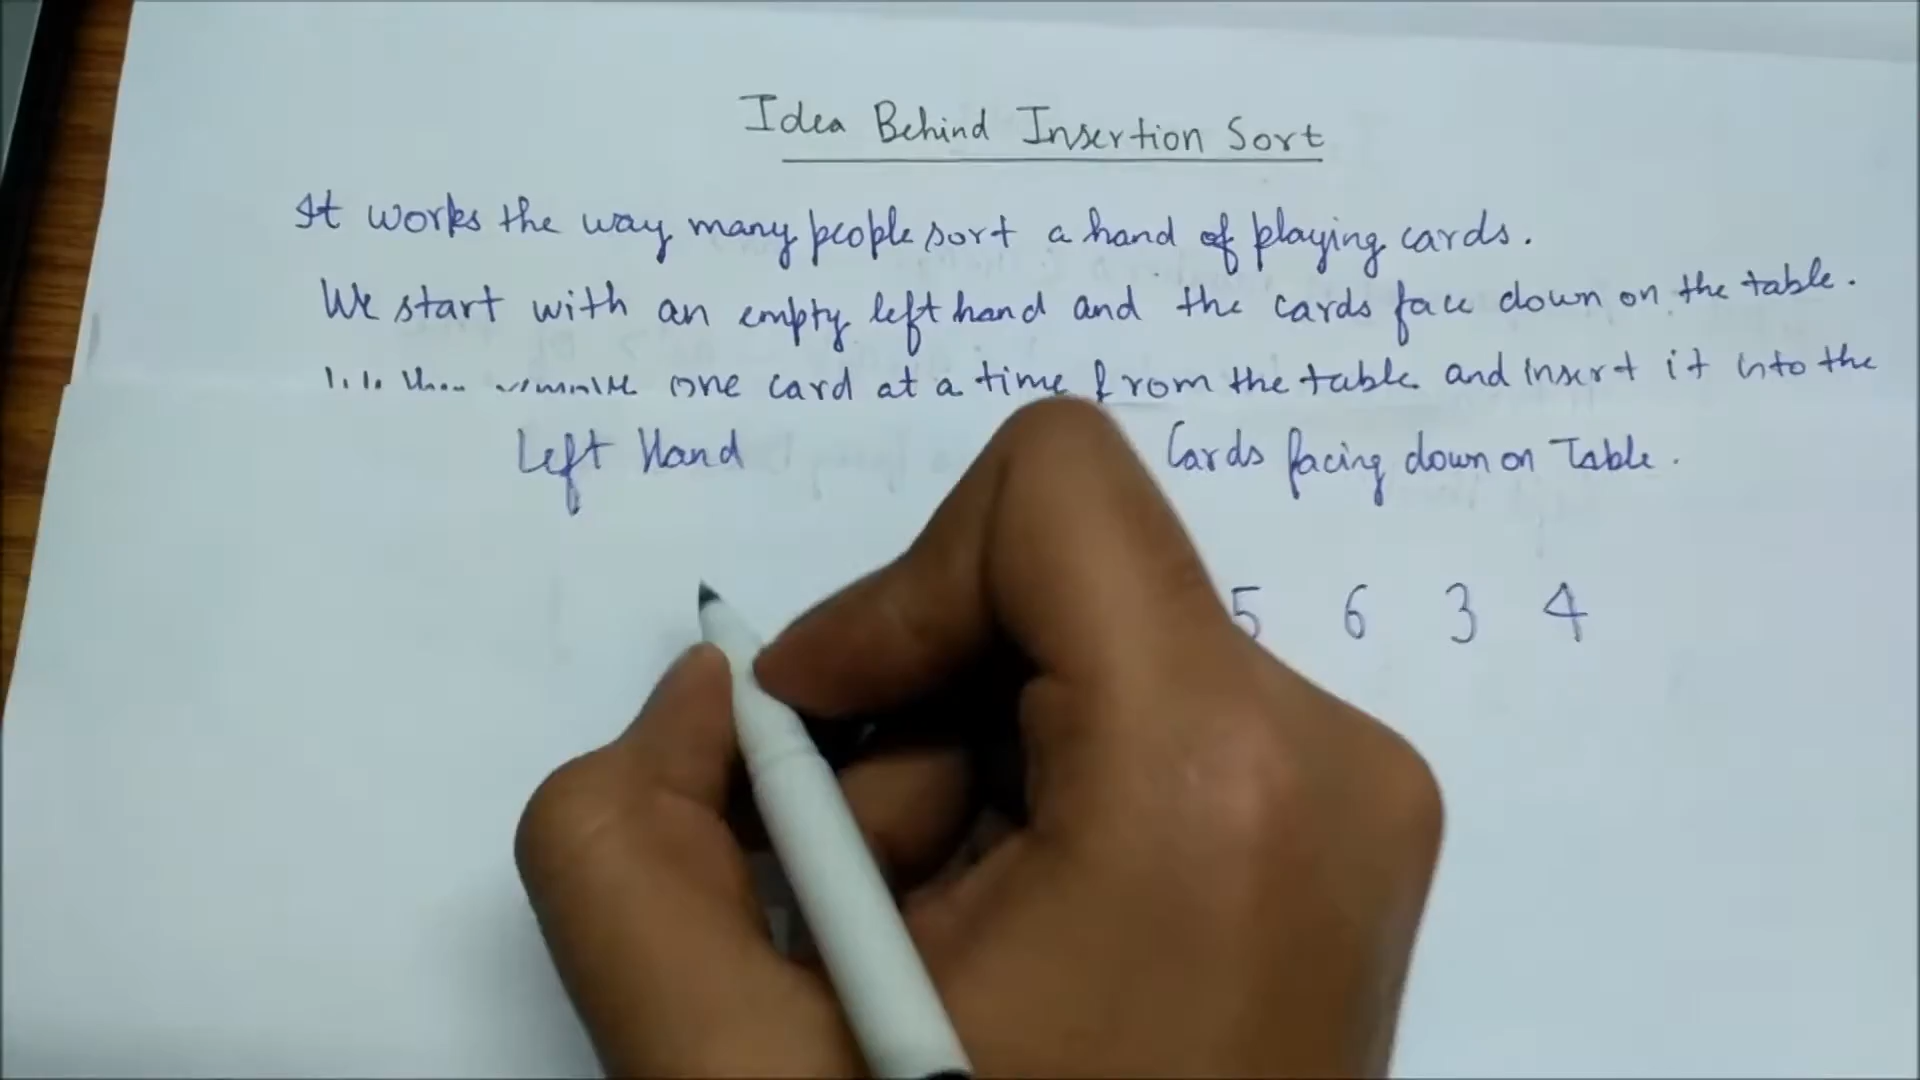 Idea Behind Insertion Sort
It works the way many people sort a hand of playing cards.
We start with an empty left hand and the cards face down on the table.
one card at a time from the table and insert it into the
Left Hand Cards facing down on Table.
5 6 3 4